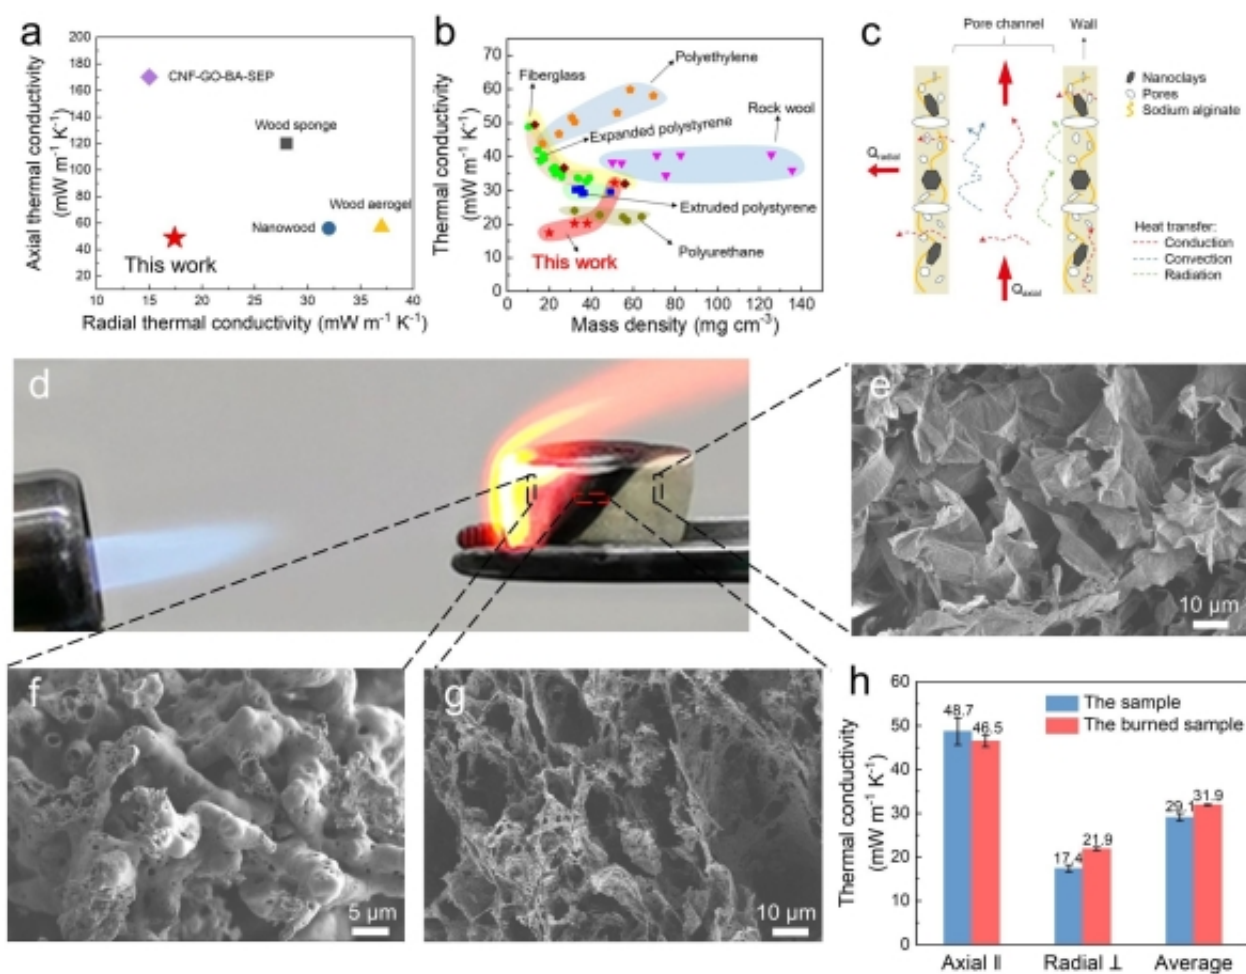 a
Axial thermal conductivity
(mW m⁻¹ K⁻¹)
200
180
160
140
120
100
80
60
40
20
CNF-GO-BA-SEP
Wood sponge
Wood aerogel
Nanowood
This work
10 15 20 25 30 35 40
Radial thermal conductivity (mW m⁻¹ K⁻¹)
b
Thermal conductivity
(mW m⁻¹ K⁻¹)
70
60
50
40
30
20
10
0
Fiberglass
Polyethylene
Rock wool
Expanded polystyrene
Extruded polystyrene
Polyurethane
This work
0 20 40 60 80 100 120 140
Mass density (mg cm⁻³)
c
Pore channel
Wall
Nanoclays
Pores
Sodium alginate
Qradial
Qaxial
Heat transfer:
Conduction
Convection
Radiation
d
e
10 µm
f
5 µm
g
10 µm
h
Thermal conductivity
(mW m⁻¹ K⁻¹)
60
50
40
30
20
10
0
The sample
The burned sample
48.7
46.5
17.4
21.9
29.1
31.9
Axial ∥ Radial ⊥ Average